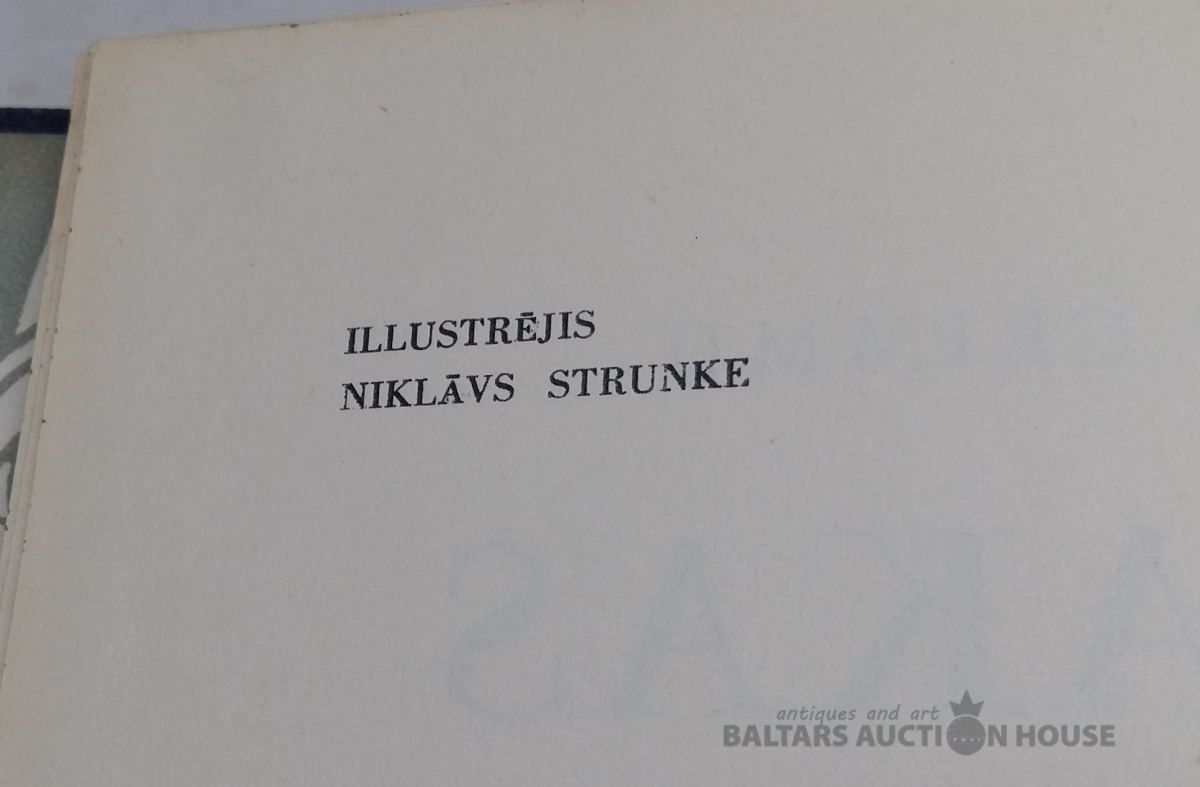 ILLUSTRĒJIS
NIKLĀVS STRUNKE
antiques and art
BALTARS AUCTION HOUSE